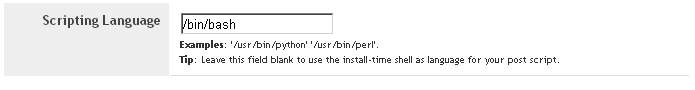 Scripting Language
/bin/bash
Examples: '/usr/bin/python' '/usr/bin/perl'.
Tip: Leave this field blank to use the install-time shell as language for your post script.